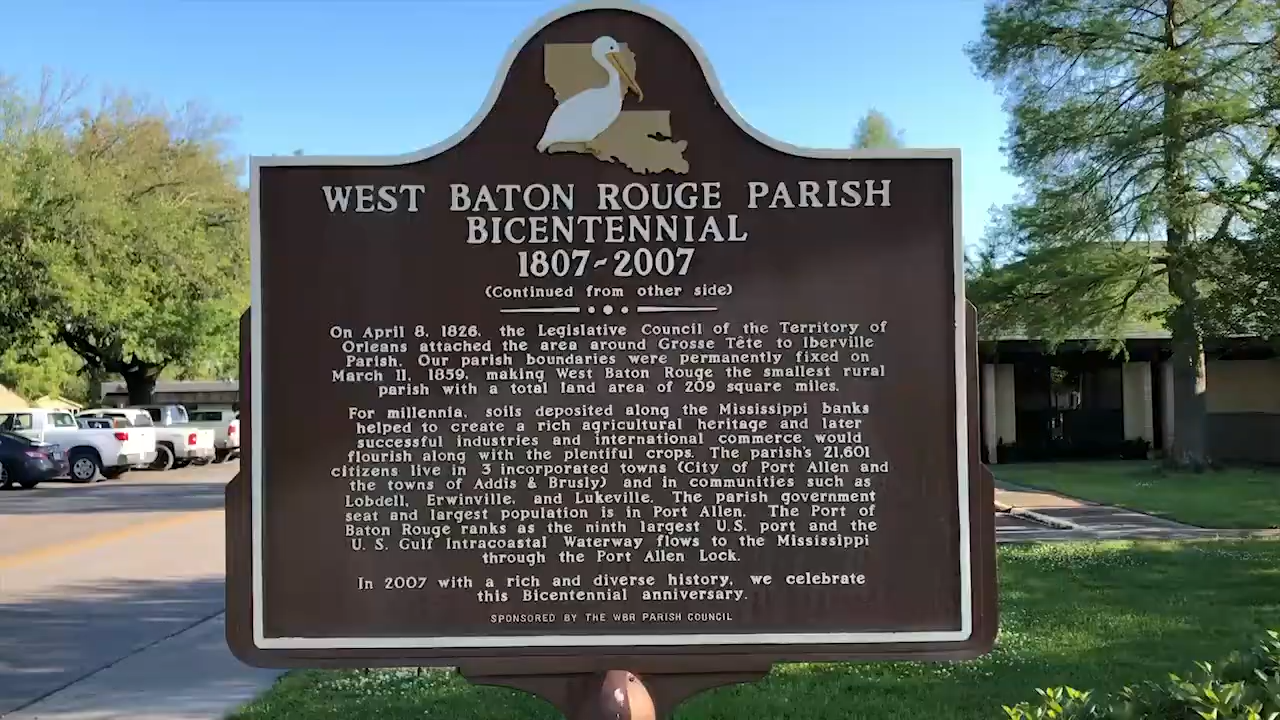 WEST BATON ROUGE PARISH
BICENTENNIAL
1807~2007
(Continued from other side)
On April 8, 1826, the Legislative Council of the Territory of
Orleans attached the area around Grosse Tête to Iberville
Parish. Our parish boundaries were permanently fixed on
March 11, 1859, making West Baton Rouge the smallest rural
parish with a total land area of 209 square miles.
For millennia, soils deposited along the Mississippi banks
helped to create a rich agricultural heritage and later
successful industries and international commerce would
flourish along with the plentiful crops. The parish's 21,601
citizens live in 3 incorporated towns (City of Port Allen and
the towns of Addis & Brusly) and in communities such as
Lobdell, Erwinville, and Lukeville. The parish government
seat and largest population is in Port Allen. The Port of
Baton Rouge ranks as the ninth largest U.S. port and the
U.S. Gulf Intracoastal Waterway flows to the Mississippi
through the Port Allen Lock.
In 2007 with a rich and diverse history, we celebrate
this Bicentennial anniversary.
SPONSORED BY THE WBR PARISH COUNCIL